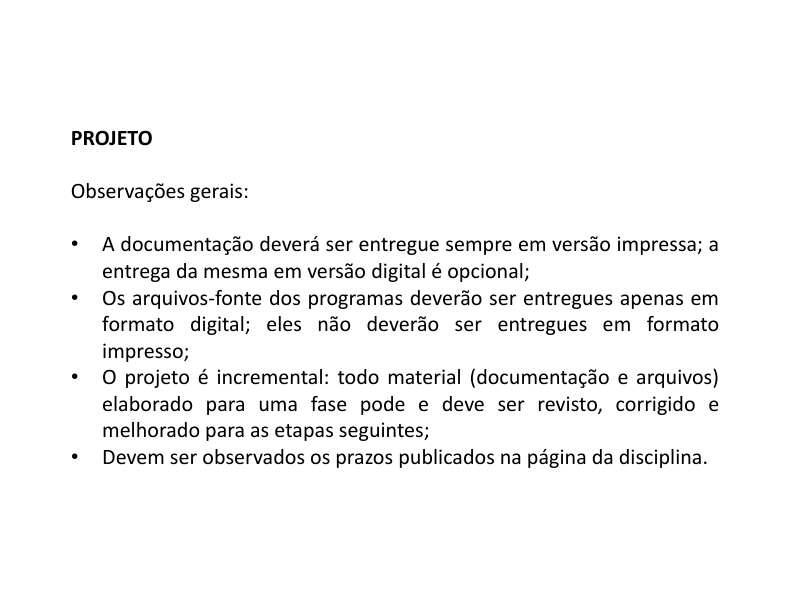 PROJETO
Observações gerais:
• A documentação deverá ser entregue sempre em versão impressa; a
entrega da mesma em versão digital é opcional;
• Os arquivos-fonte dos programas deverão ser entregues apenas em
formato digital; eles não deverão ser entregues em formato
impresso;
• O projeto é incremental: todo material (documentação e arquivos)
elaborado para uma fase pode e deve ser revisto, corrigido e
melhorado para as etapas seguintes;
• Devem ser observados os prazos publicados na página da disciplina.